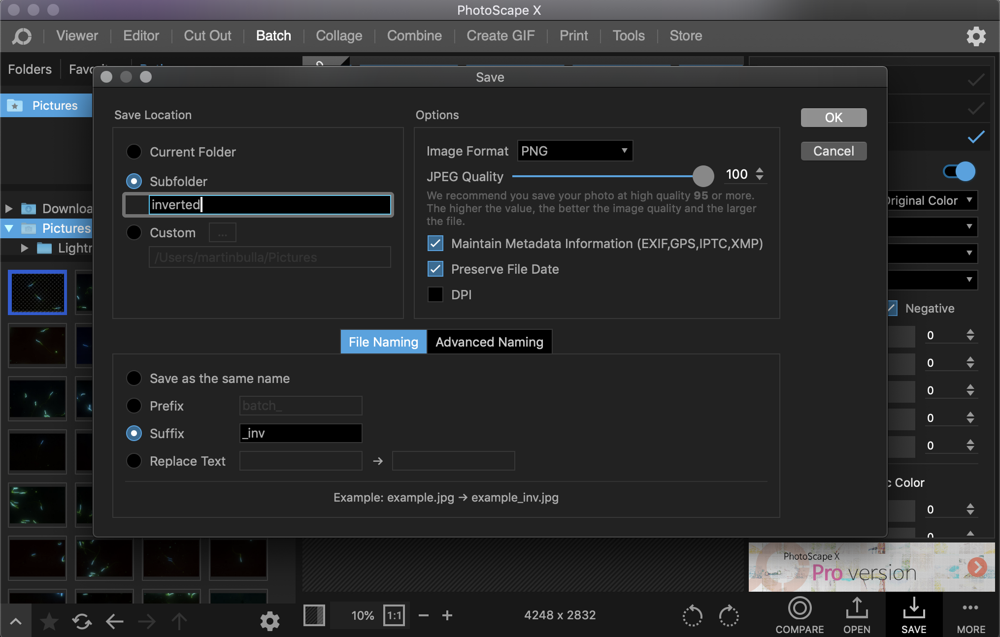 PhotoScape X
Viewer
Editor
Cut Out
Batch
Collage
Combine
Create GIF
Print
Tools
Store
Folders
Save
Pictures
Save Location
Options
OK
Current Folder
Image Format
PNG
Cancel
Subfolder
JPEG Quality
100
We recommend you save your photo at high quality 95 or more.
The higher the value, the better the image quality and the larger
the file.
inverted
Custom
...
/Users/martinbulla/Pictures
Maintain Metadata Information (EXIF,GPS,IPTC,XMP)
Preserve File Date
DPI
Pictures
Color
Negative
0
0
0
0
0
File Naming
Advanced Naming
Save as the same name
Prefix
batch_
Suffix
_inv
Replace Text
→
Example: example.jpg → example_inv.jpg
Color
0
PhotoScape X
Pro version
10%
1:1
4248 x 2832
COMPARE
OPEN
SAVE
MORE